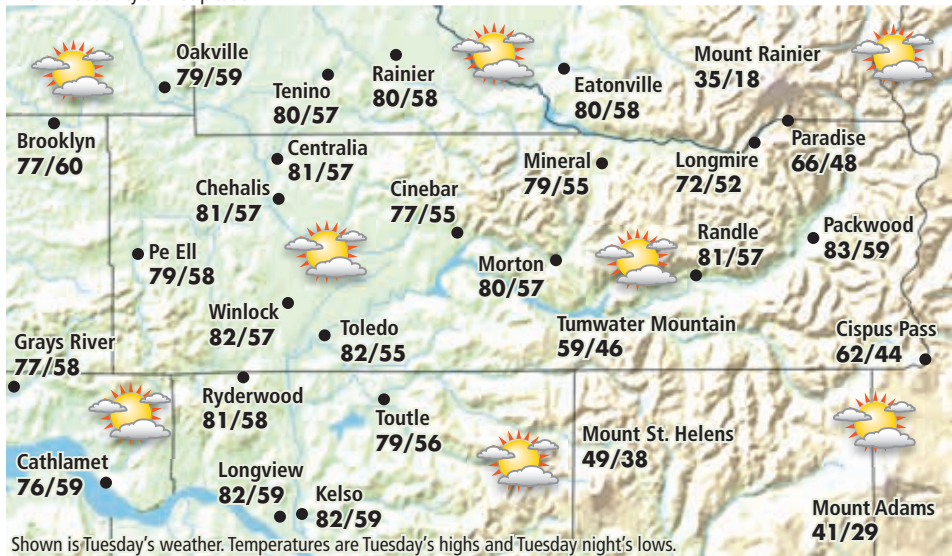 Oakville
79/59
Tenino
80/57
Rainier
80/58
Eatonville
80/58
Mount Rainier
35/18
Brooklyn
77/60
Centralia
81/57
Chehalis
81/57
Cinebar
77/55
Mineral
79/55
Longmire
72/52
Paradise
66/48
Pe Ell
79/58
Morton
80/57
Randle
81/57
Packwood
83/59
Winlock
82/57
Toledo
82/55
Tumwater Mountain
59/46
Cispus Pass
62/44
Grays River
77/58
Ryderwood
81/58
Toutle
79/56
Mount St. Helens
49/38
Cathlamet
76/59
Longview
82/59
Kelso
82/59
Mount Adams
41/29
Shown is Tuesday's weather. Temperatures are Tuesday's highs and Tuesday night's lows.